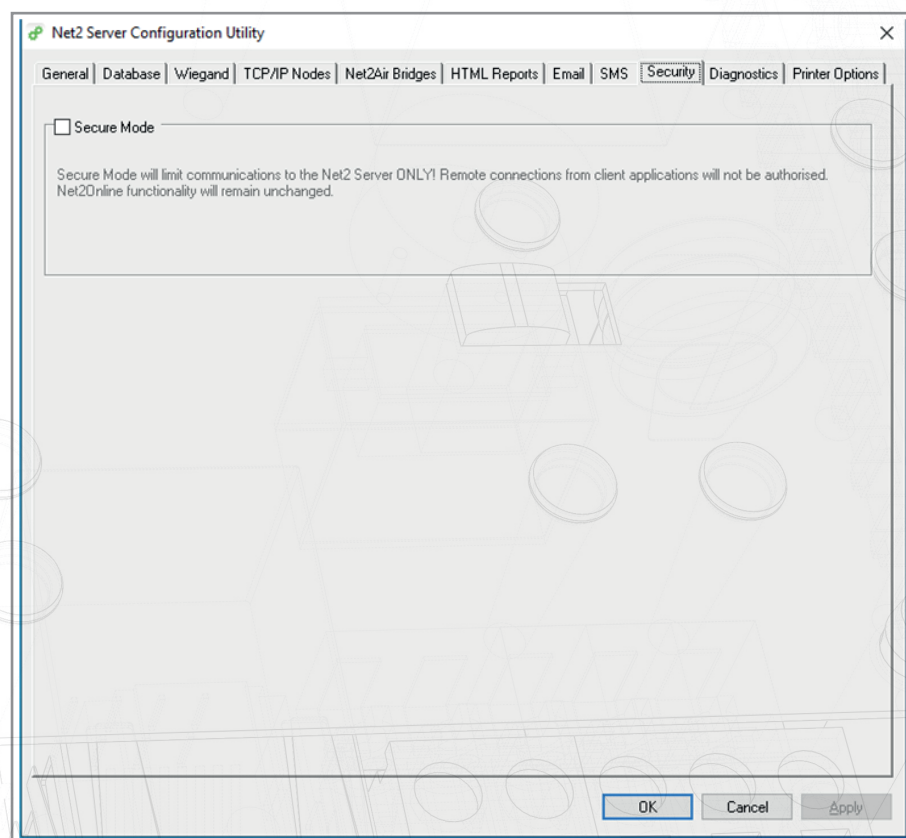 Net2 Server Configuration Utility
General Database Wiegand TCP/IP Nodes Net2Air Bridges HTML Reports Email SMS Security Diagnostics Printer Options
Secure Mode
Secure Mode will limit communications to the Net2 Server ONLY! Remote connections from client applications will not be authorised.
Net2Online functionality will remain unchanged.
OK Cancel Apply